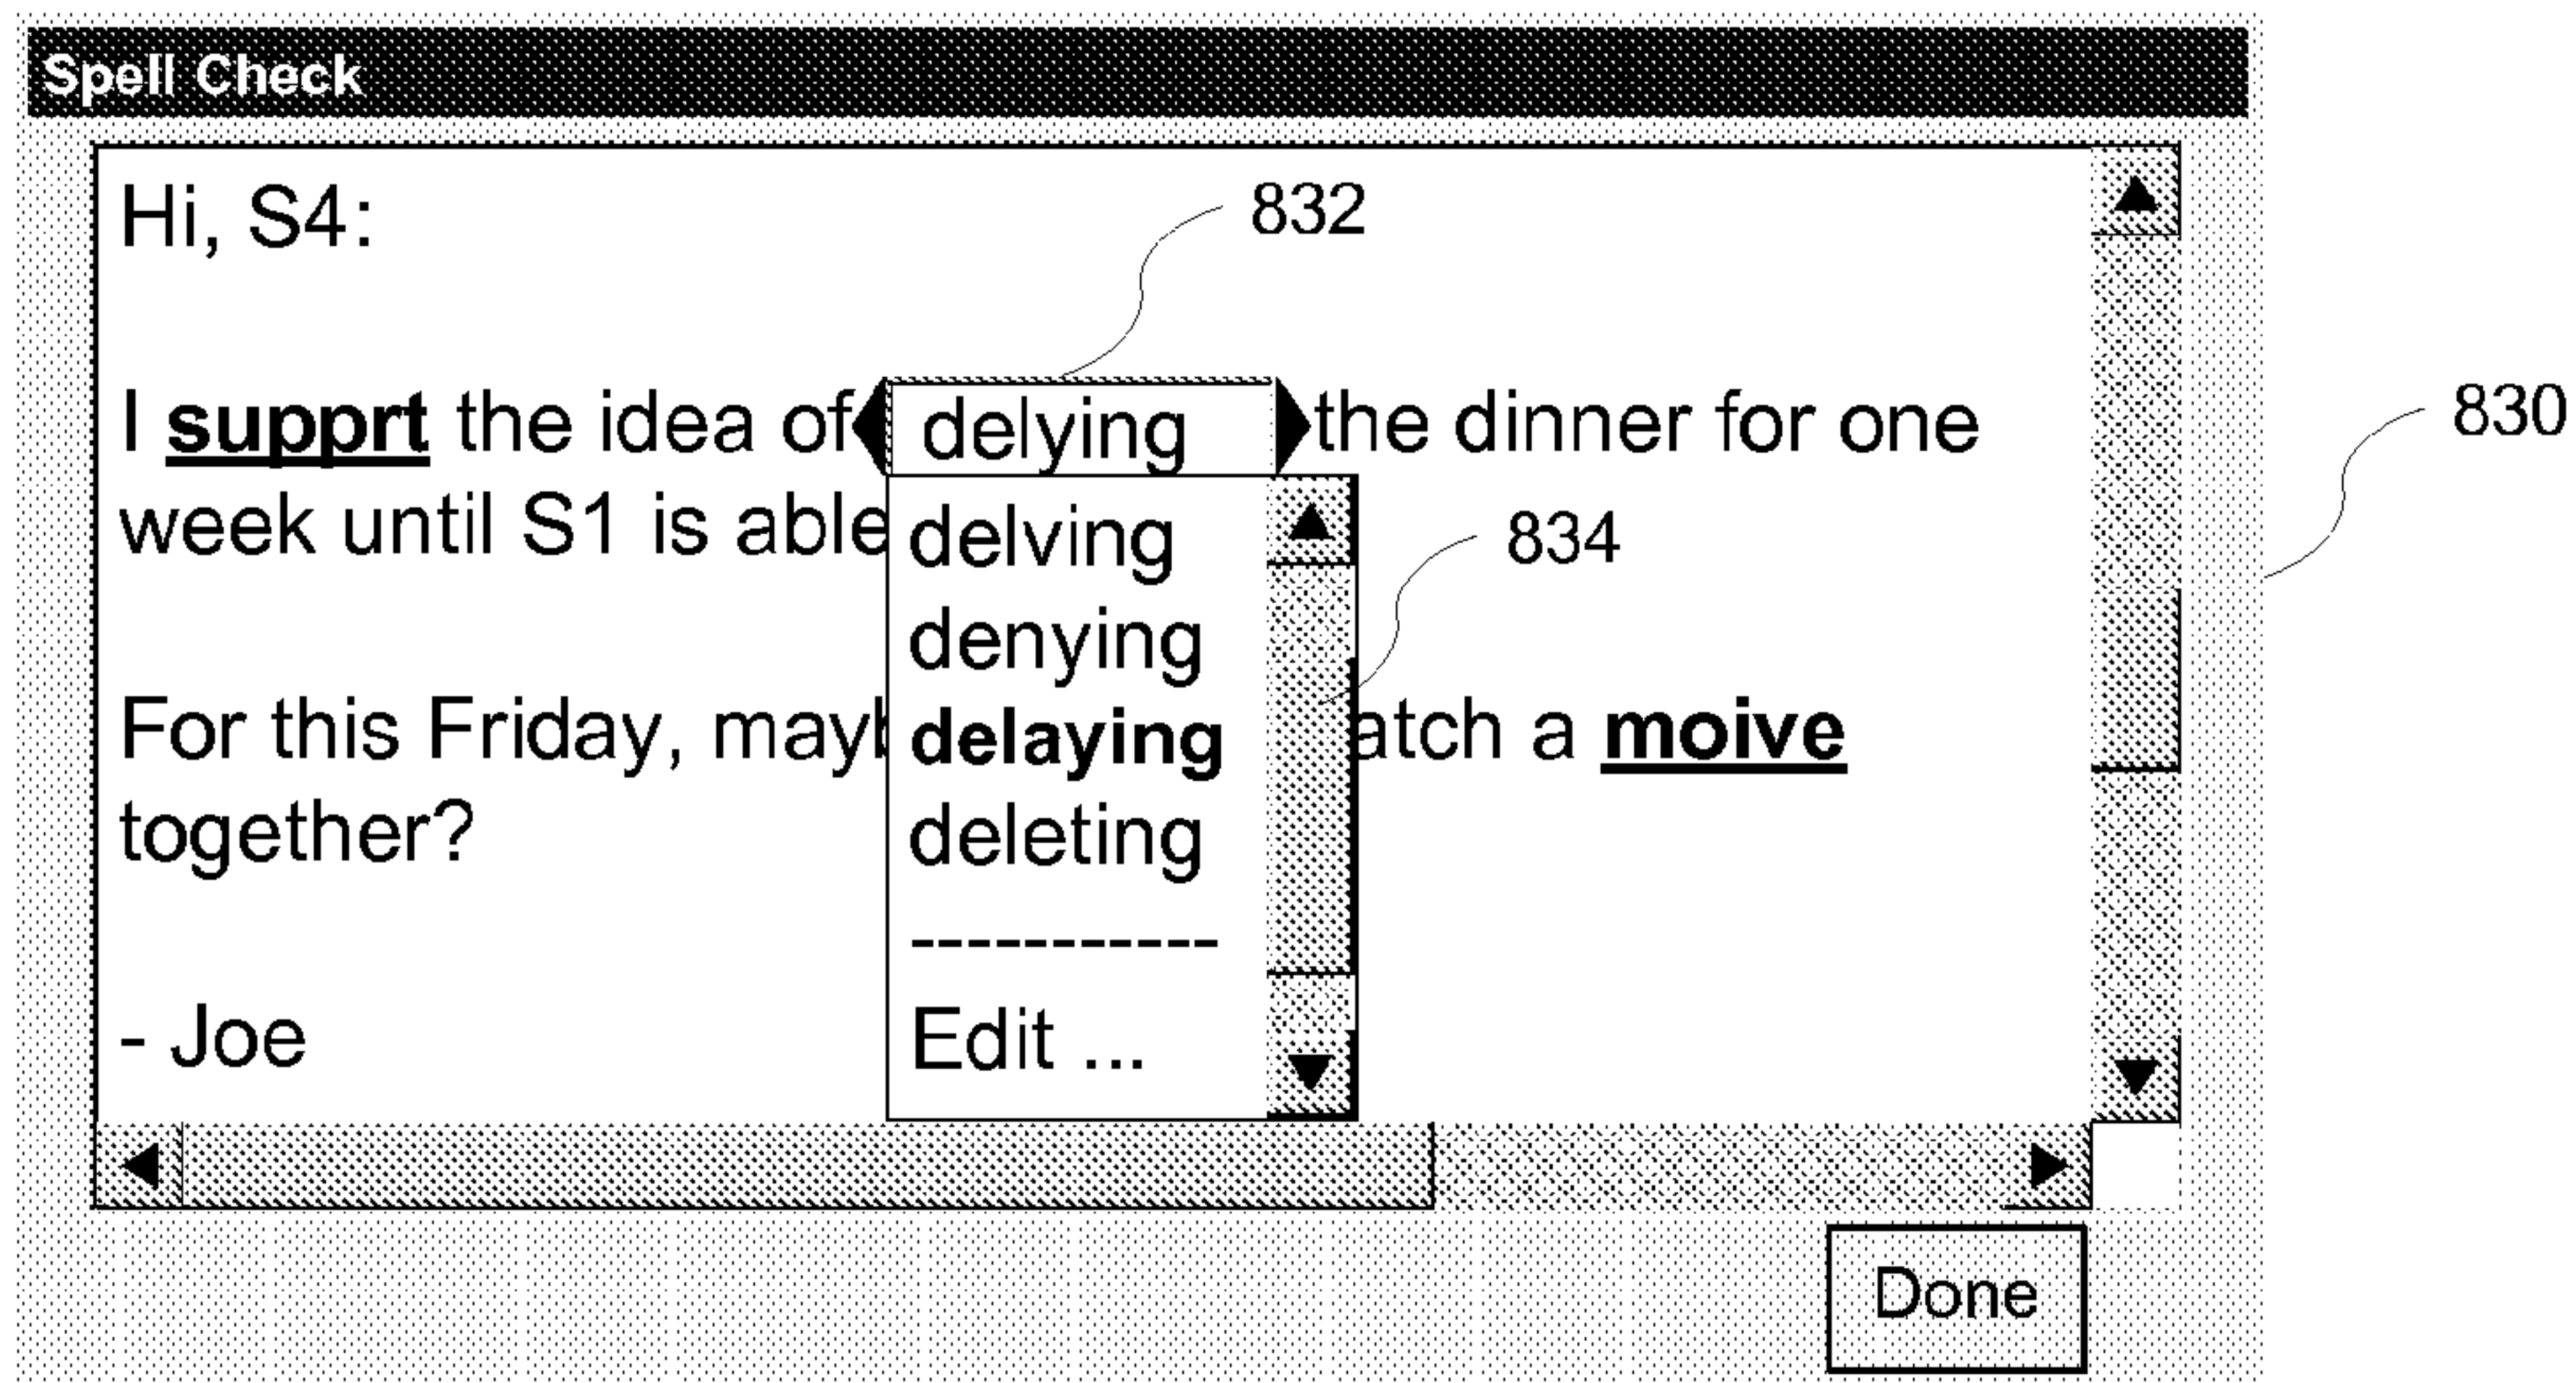 Spell Check
Hi, S4:
832
I supprt the idea of delying the dinner for one
830
week until S1 is able
delving
834
denying
For this Friday, delaying atch a moive
together?
deleting
-----------
- Joe
Edit ...
Done